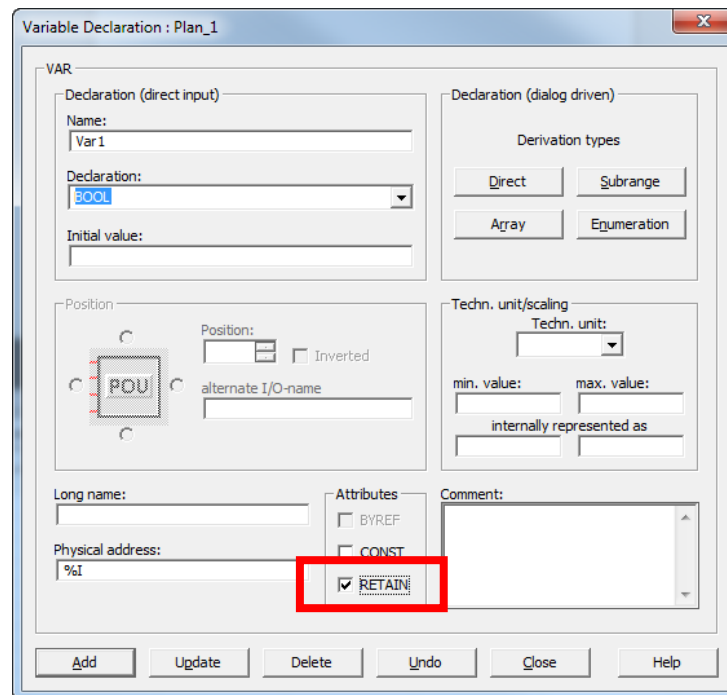 Variable Declaration : Plan_1
x
VAR
Declaration (direct input)
Name:
Var1
Declaration:
BOOL
Initial value:
Declaration (dialog driven)
Derivation types
Direct
Subrange
Array
Enumeration
Position
Position:
Inverted
POU
alternate I/O-name
Techn. unit/scaling
Techn. unit:
min. value:
max. value:
internally represented as
Long name:
Physical address:
%I
Attributes
BYREF
CONST
RETAIN
Comment:
Add
Update
Delete
Undo
Close
Help